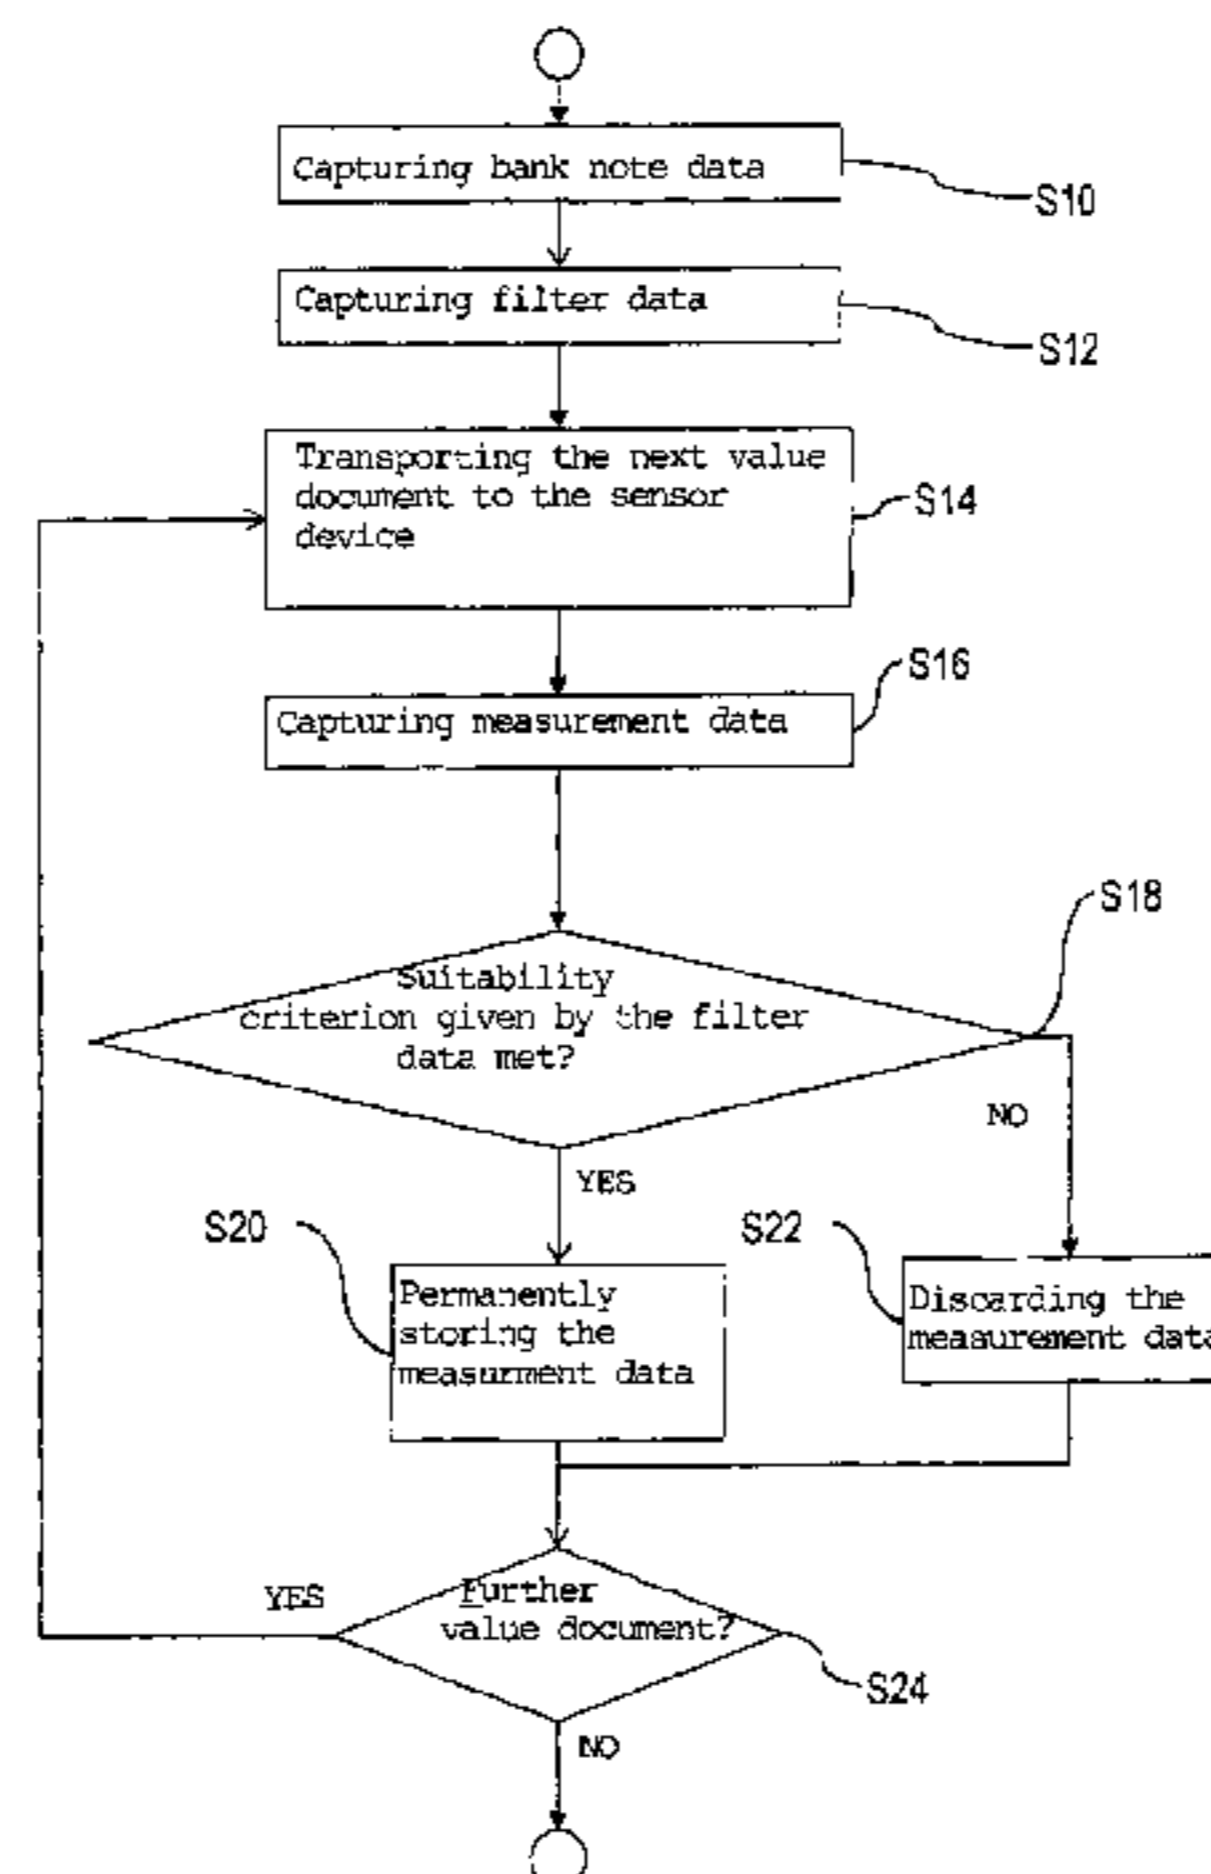 Capturing bank note data
S10
Capturing filter data
S12
Transporting the next value
document to the sensor
device
S14
S16
Capturing measurement data
S18
Suitability
criterion given by the filter
data met?
NO
YES
S20
S22
Permanently
storing the
measurment data
Discarding the
measurement data
YES
Further
value document?
S24
NO